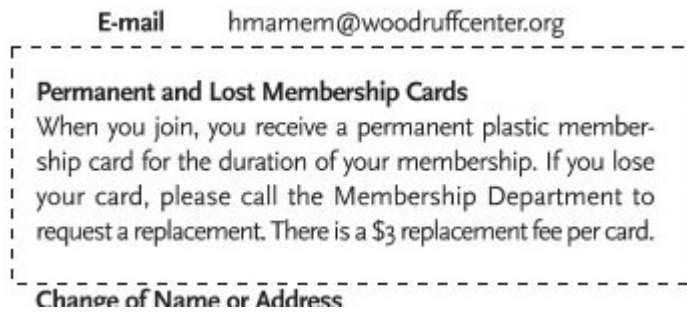 E-mail hmamem@woodruffcenter.org
Permanent and Lost Membership Cards
When you join, you receive a permanent plastic member-
ship card for the duration of your membership. If you lose
your card, please call the Membership Department to
request a replacement. There is a $3 replacement fee per card.
Change of Name or Address